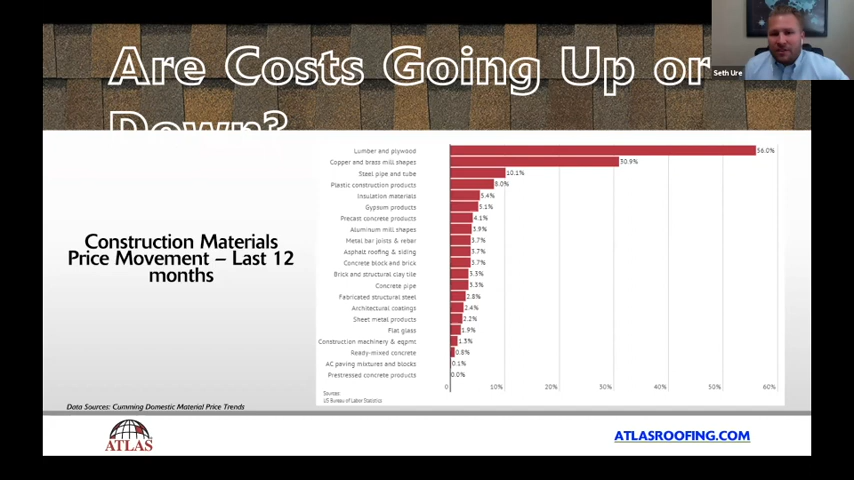 Are Costs Going Up or
Down?
Seth Ure
Construction Materials
Price Movement – Last 12
months
Lumber and plywood 56.0%
Copper and brass mill shapes 30.9%
Steel pipe and tube 10.1%
Plastic construction products 8.0%
Insulation materials 5.4%
Gypsum products 5.1%
Precast concrete products 4.1%
Aluminum mill shapes 3.9%
Metal bar joists & rebar 3.7%
Asphalt roofing & siding 3.7%
Concrete block and brick 3.7%
Brick and structural clay tile 3.3%
Concrete pipe 3.3%
Fabricated structural steel 2.8%
Architectural coatings 2.4%
Sheet metal products 2.2%
Flat glass 1.9%
Construction machinery & eqpmt 1.3%
Ready-mixed concrete 0.8%
AC paving mixtures and blocks 0.1%
Prestressed concrete products 0.0%
0 10% 20% 30% 40% 50% 60%
Sources
US Bureau of Labor Statistics
Data Sources: Cumming Domestic Material Price Trends
ATLAS
ATLASROOFING.COM